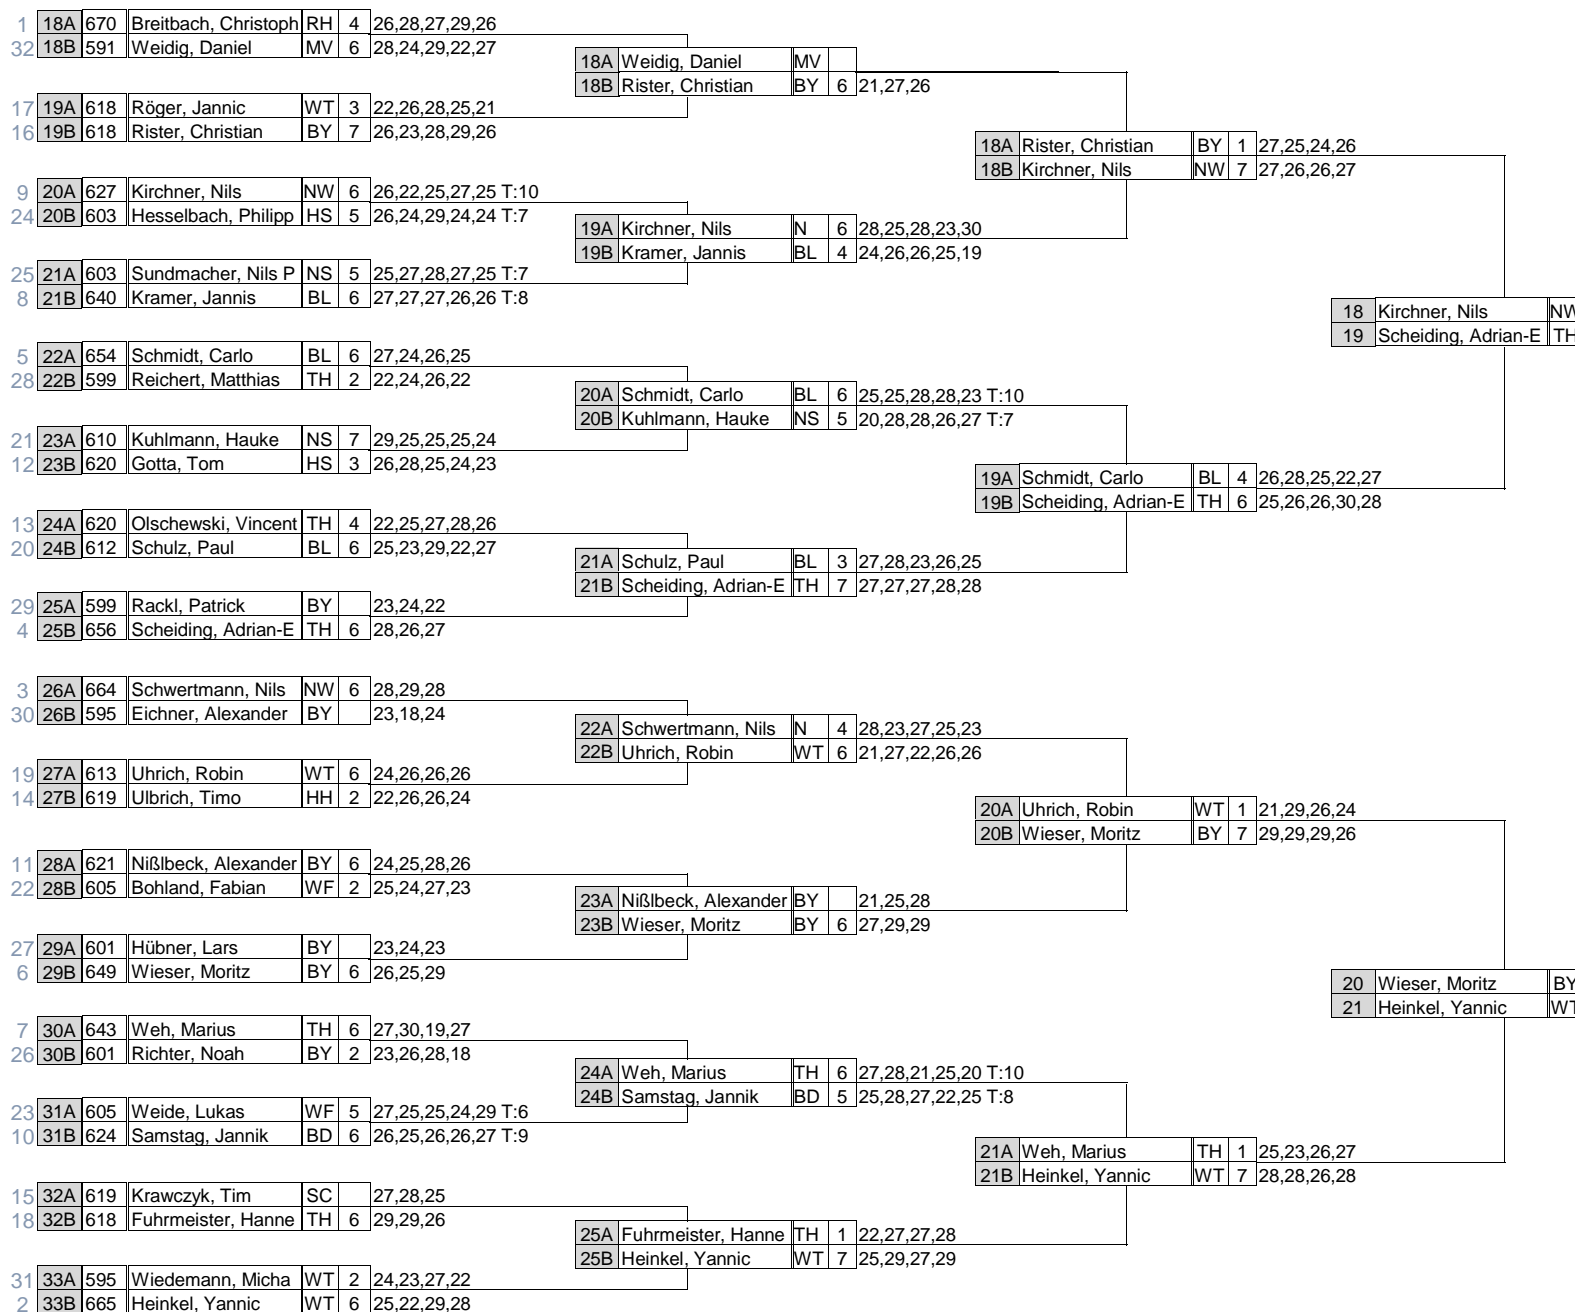 1 18A 670 Breitbach, Christoph RH 4 26,28,27,29,26
32 18B 591 Weidig, Daniel MV 6 28,24,29,22,27
18A Weidig, Daniel MV
18B Rister, Christian BY 6 21,27,26
17 19A 618 Röger, Jannic WT 3 22,26,28,25,21
16 19B 618 Rister, Christian BY 7 26,23,28,29,26
18A Rister, Christian BY 1 27,25,24,26
18B Kirchner, Nils NW 7 27,26,26,27
9 20A 627 Kirchner, Nils NW 6 26,22,25,27,25 T:10
24 20B 603 Hesselbach, Philipp HS 5 26,24,29,24,24 T:7
19A Kirchner, Nils N 6 28,25,28,23,30
19B Kramer, Jannis BL 4 24,26,26,25,19
25 21A 603 Sundmacher, Nils P NS 5 25,27,28,27,25 T:7
8 21B 640 Kramer, Jannis BL 6 27,27,27,26,26 T:8
18 Kirchner, Nils NW
19 Scheiding, Adrian-E TH
5 22A 654 Schmidt, Carlo BL 6 27,24,26,25
28 22B 599 Reichert, Matthias TH 2 22,24,26,22
20A Schmidt, Carlo BL 6 25,25,28,28,23 T:10
20B Kuhlmann, Hauke NS 5 20,28,28,26,27 T:7
21 23A 610 Kuhlmann, Hauke NS 7 29,25,25,25,24
12 23B 620 Gotta, Tom HS 3 26,28,25,24,23
19A Schmidt, Carlo BL 4 26,28,25,22,27
19B Scheiding, Adrian-E TH 6 25,26,26,30,28
13 24A 620 Olschewski, Vincent TH 4 22,25,27,28,26
20 24B 612 Schulz, Paul BL 6 25,23,29,22,27
21A Schulz, Paul BL 3 27,28,23,26,25
21B Scheiding, Adrian-E TH 7 27,27,27,28,28
29 25A 599 Rackl, Patrick BY 23,24,22
4 25B 656 Scheiding, Adrian-E TH 6 28,26,27
3 26A 664 Schwertmann, Nils NW 6 28,29,28
30 26B 595 Eichner, Alexander BY 23,18,24
22A Schwertmann, Nils N 4 28,23,27,25,23
22B Uhrich, Robin WT 6 21,27,22,26,26
19 27A 613 Uhrich, Robin WT 6 24,26,26,26
14 27B 619 Ulbrich, Timo HH 2 22,26,26,24
20A Uhrich, Robin WT 1 21,29,26,24
20B Wieser, Moritz BY 7 29,29,29,26
11 28A 621 Nißlbeck, Alexander BY 6 24,25,28,26
22 28B 605 Bohland, Fabian WF 2 25,24,27,23
23A Nißlbeck, Alexander BY 21,25,28
23B Wieser, Moritz BY 6 27,29,29
27 29A 601 Hübner, Lars BY 23,24,23
6 29B 649 Wieser, Moritz BY 6 26,25,29
20 Wieser, Moritz BY
21 Heinkel, Yannic WT
7 30A 643 Weh, Marius TH 6 27,30,19,27
26 30B 601 Richter, Noah BY 2 23,26,28,18
24A Weh, Marius TH 6 27,28,21,25,20 T:10
24B Samstag, Jannik BD 5 25,28,27,22,25 T:8
23 31A 605 Weide, Lukas WF 5 27,25,25,24,29 T:6
10 31B 624 Samstag, Jannik BD 6 26,25,26,26,27 T:9
21A Weh, Marius TH 1 25,23,26,27
21B Heinkel, Yannic WT 7 28,28,26,28
15 32A 619 Krawczyk, Tim SC 27,28,25
18 32B 618 Fuhrmeister, Hanne TH 6 29,29,26
25A Fuhrmeister, Hanne TH 1 22,27,27,28
25B Heinkel, Yannic WT 7 25,29,27,29
31 33A 595 Wiedemann, Micha WT 2 24,23,27,22
2 33B 665 Heinkel, Yannic WT 6 25,22,29,28